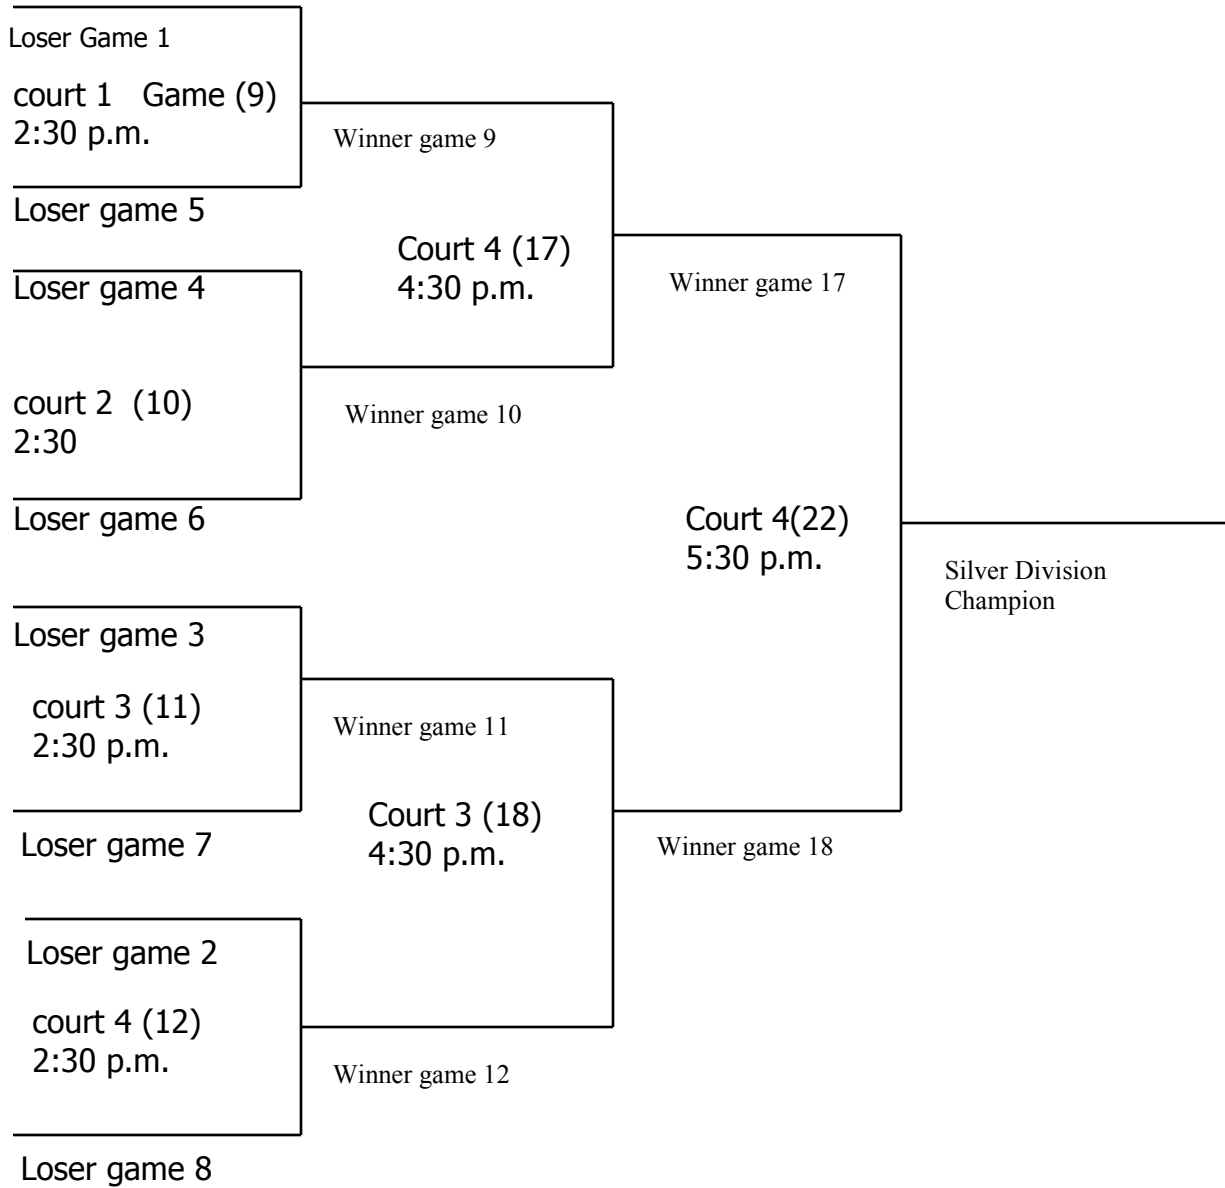 Loser Game 1
court 1 Game (9)
2:30 p.m.
Loser game 5
Loser game 4
court 2 (10)
2:30
Loser game 6
Loser game 3
court 3 (11)
2:30 p.m.
Loser game 7
Loser game 2
court 4 (12)
2:30 p.m.
Loser game 8
Winner game 9
Court 4 (17)
4:30 p.m.
Winner game 10
Winner game 11
Court 3 (18)
4:30 p.m.
Winner game 12
Winner game 17
Court 4(22)
5:30 p.m.
Winner game 18
Silver Division
Champion